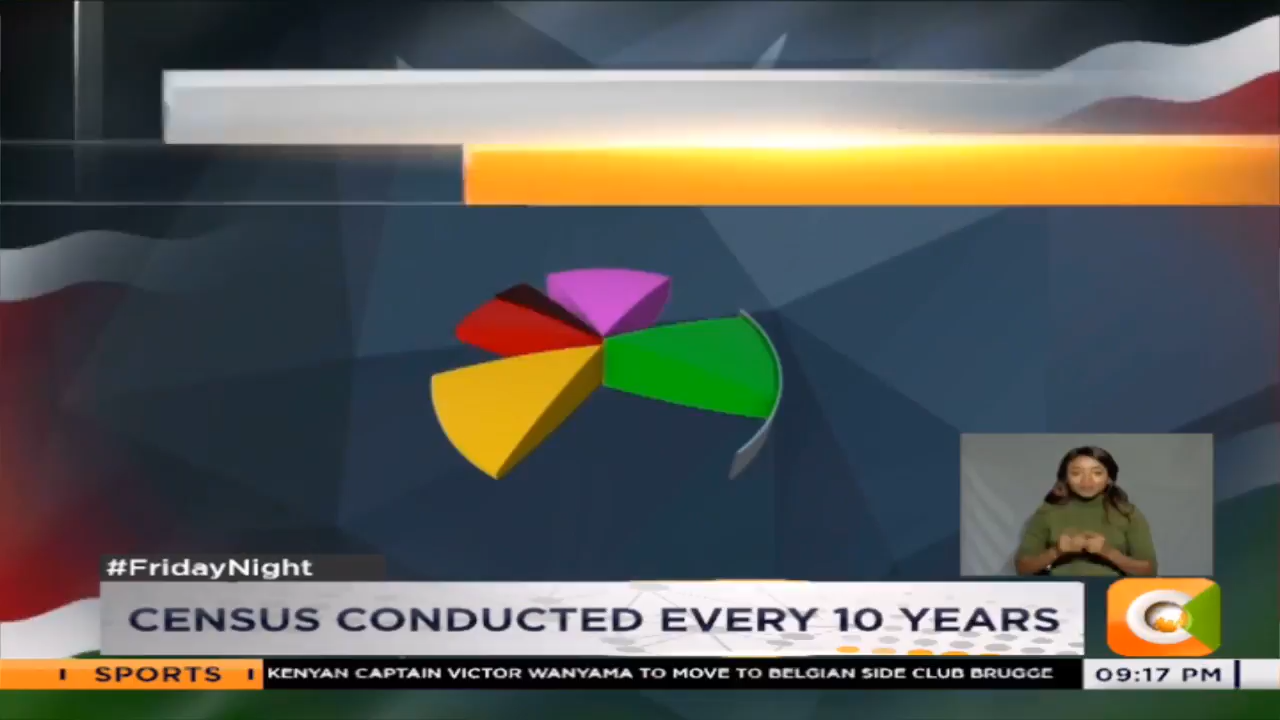 #FridayNight
CENSUS CONDUCTED EVERY 10 YEARS
SPORTS
KENYAN CAPTAIN VICTOR WANYAMA TO MOVE TO BELGIAN SIDE CLUB BRUGGE
09:17 PM